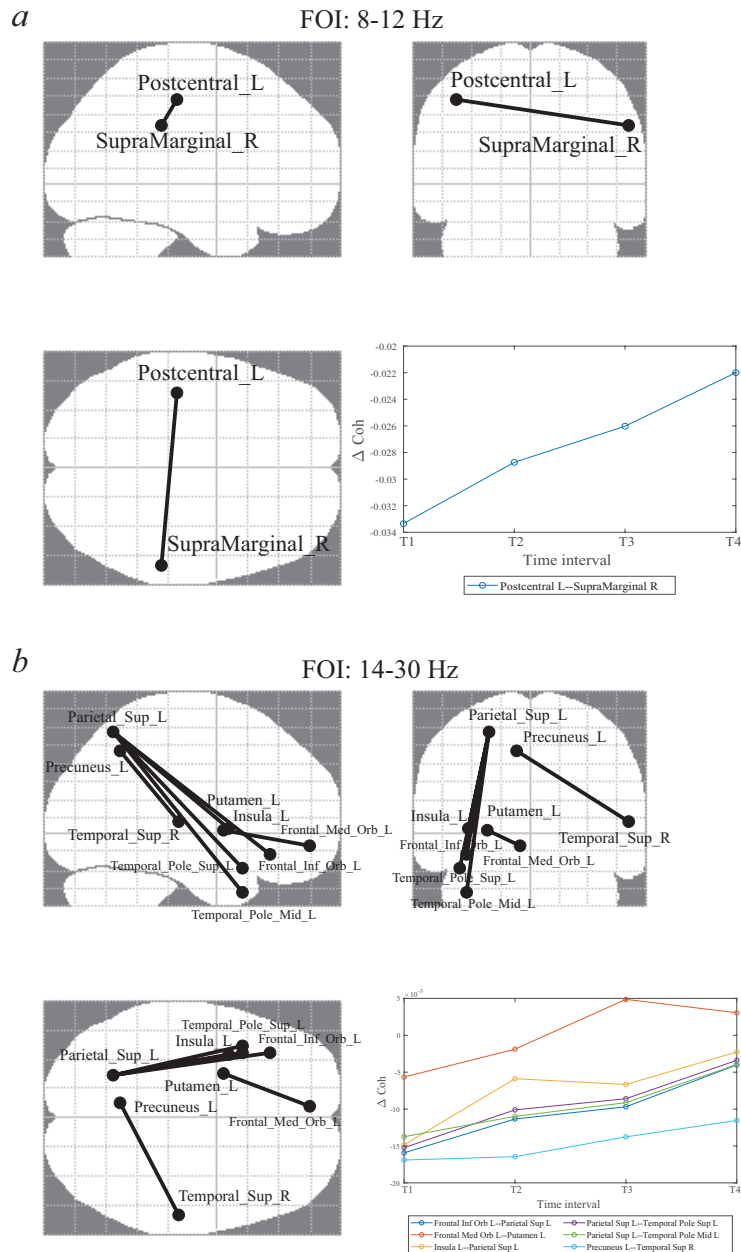 a
FOI: 8-12 Hz
Postcentral_L
SupraMarginal_R
Postcentral_L
SupraMarginal_R
Postcentral_L
SupraMarginal_R
-0.02
-0.022
-0.024
-0.026
-0.028
-0.03
-0.032
-0.034
Δ Coh
T1 T2 T3 T4
Time interval
Postcentral L--SupraMarginal R
b
FOI: 14-30 Hz
Parietal_Sup_L
Precuneus_L
Putamen_L
Insula_L
Temporal_Sup_R
Frontal_Med_Orb_L
Temporal_Pole_Sup_L
Frontal_Inf_Orb_L
Temporal_Pole_Mid_L
Parietal_Sup_L
Precuneus_L
Insula_L
Putamen_L
Temporal_Sup_R
Frontal_Inf_Orb_L
Frontal_Med_Orb_L
Temporal_Pole_Sup_L
Temporal_Pole_Mid_L
Temporal_Pole_Sup_L
Insula_L
Frontal_Inf_Orb_L
Parietal_Sup_L
Putamen_L
Precuneus_L
Frontal_Med_Orb_L
Temporal_Sup_R
×10⁻³
5
0
-5
-10
-15
-20
Δ Coh
T1 T2 T3 T4
Time interval
Frontal Inf Orb L--Parietal Sup L
Frontal Med Orb L--Putamen L
Insula L--Parietal Sup L
Parietal Sup L--Temporal Pole Sup L
Parietal Sup L--Temporal Pole Mid L
Precuneus L--Temporal Sup R